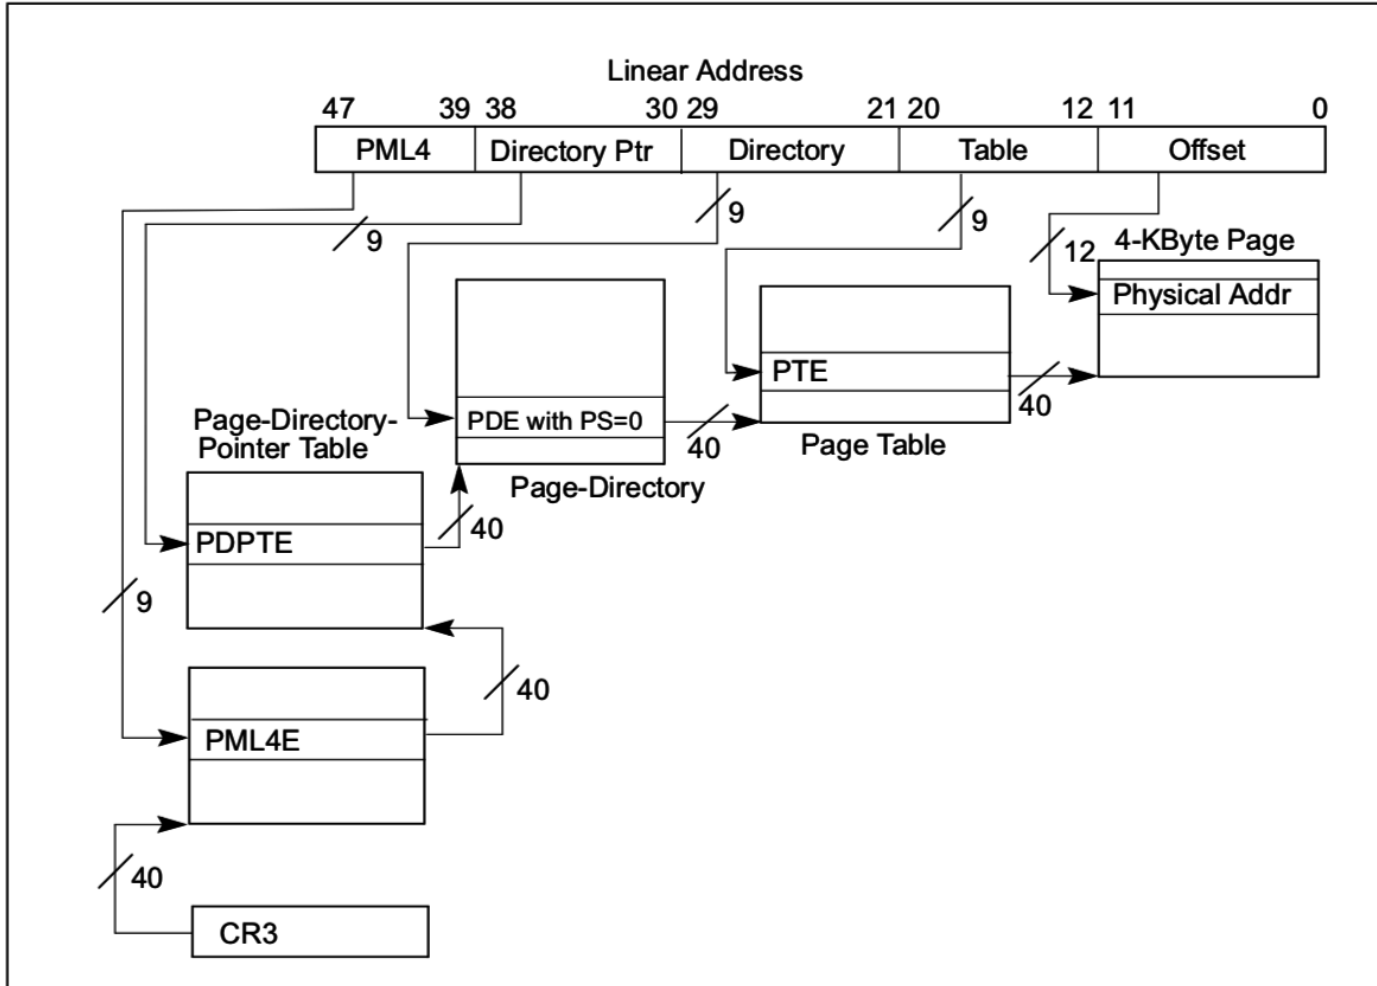 Linear Address
47 39 38 30 29 21 20 12 11 0
PML4 Directory Ptr Directory Table Offset
9 9 9 12
4-KByte Page
Physical Addr
PTE
40
Page Table
PDE with PS=0
40
Page-Directory
Page-Directory-
Pointer Table
PDPTE
40
9
40
PML4E
40
CR3